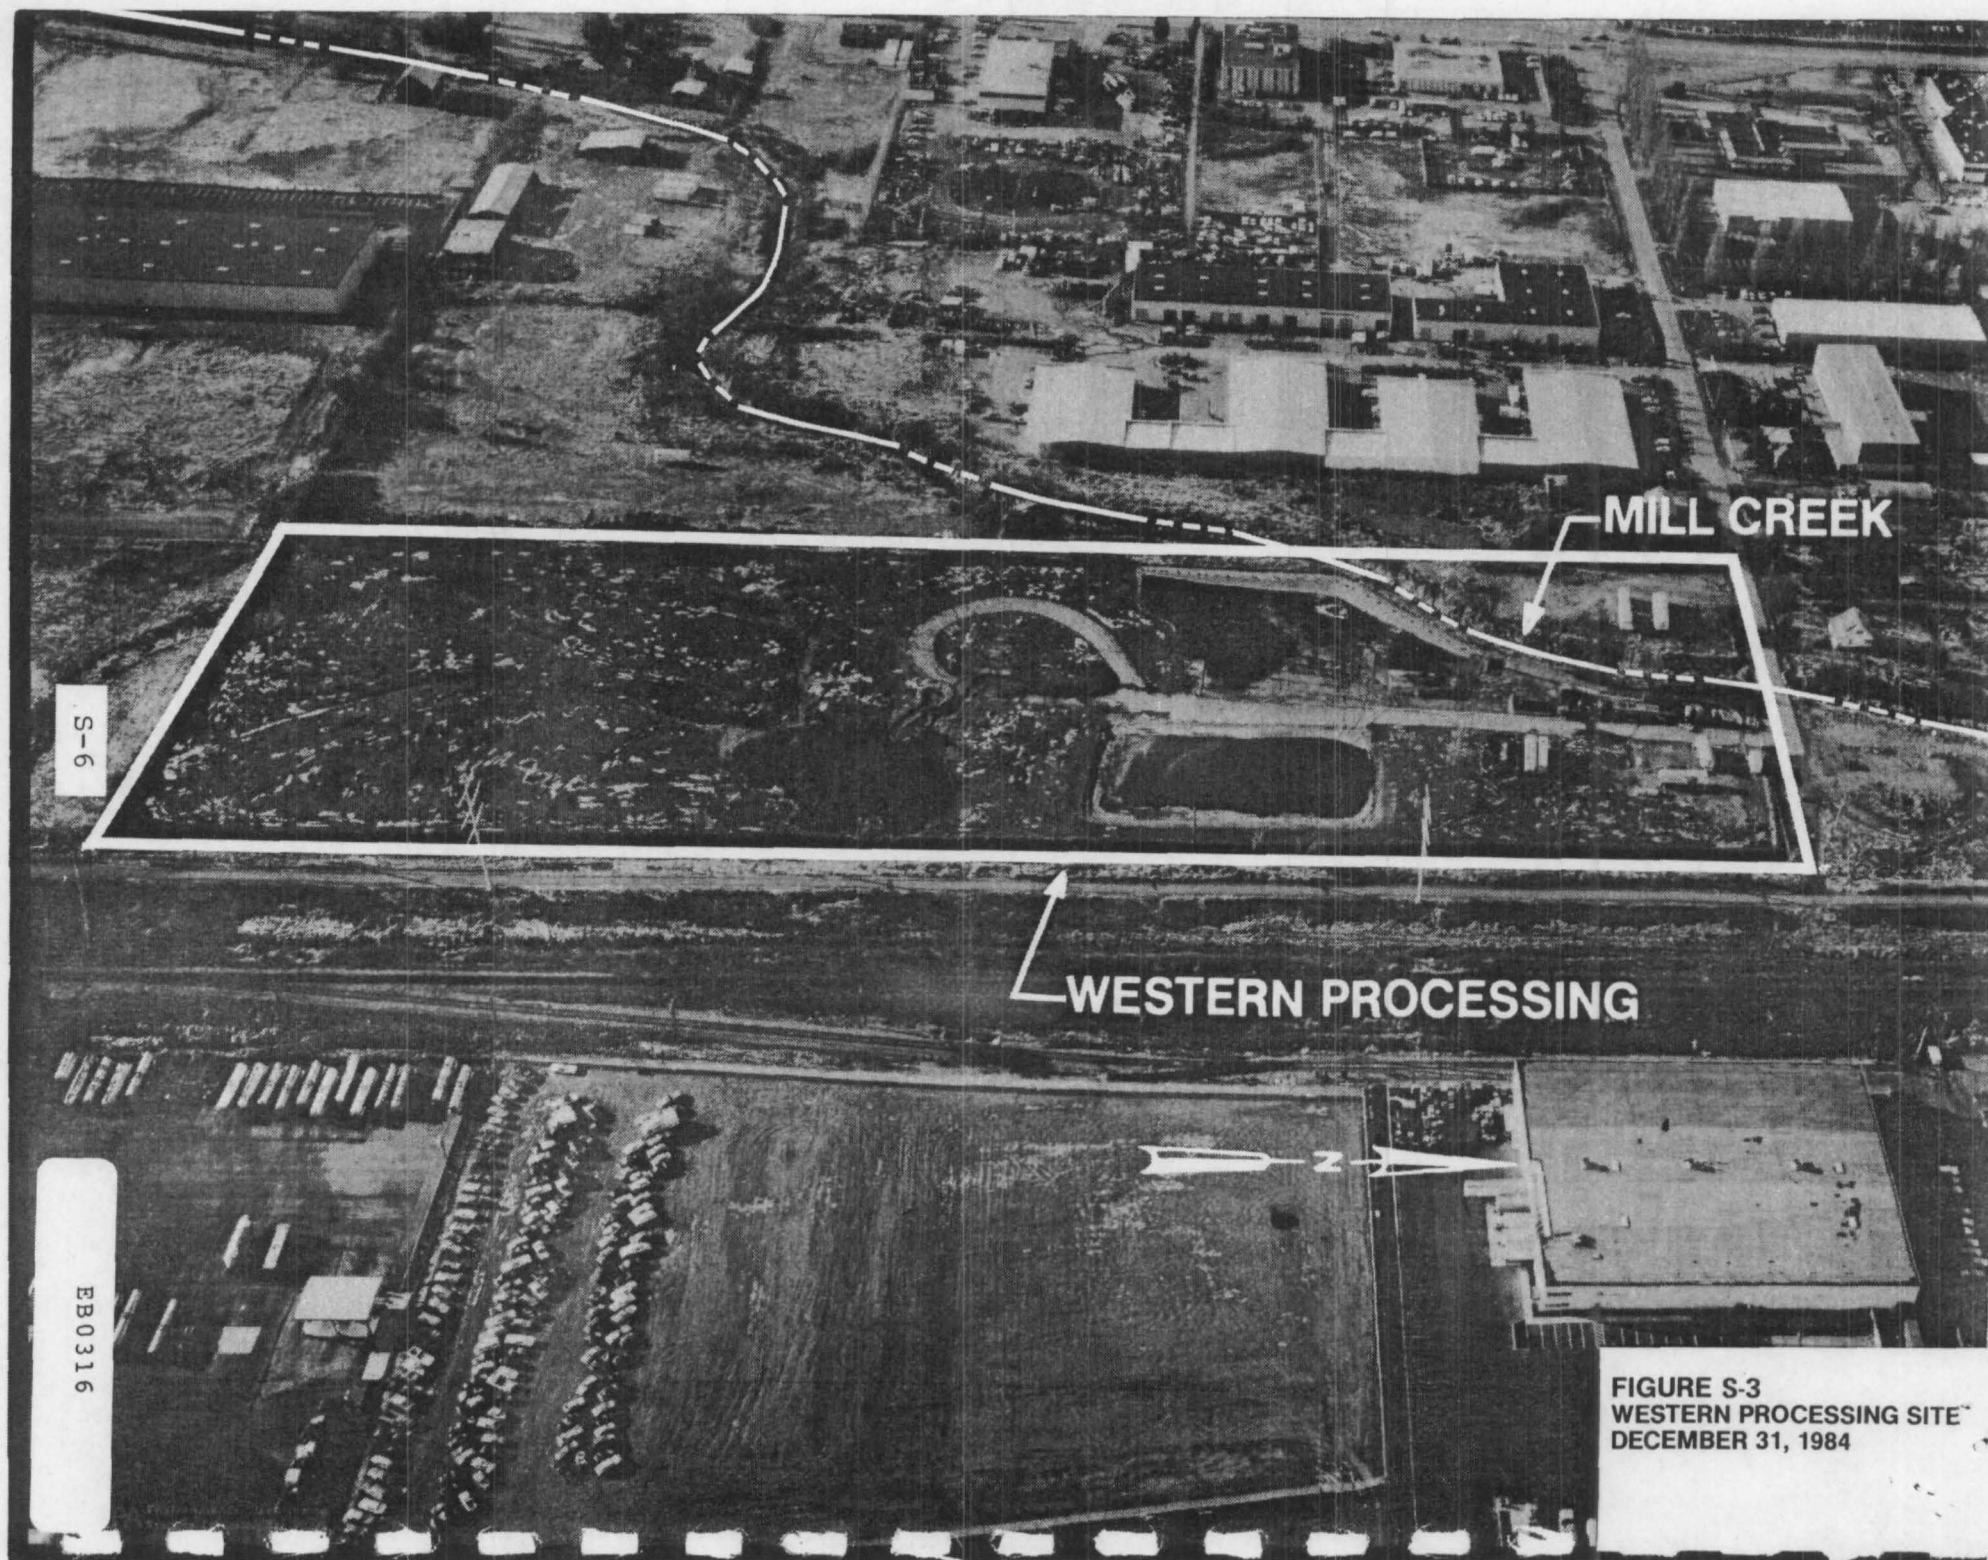 MILL CREEK
S-6
WESTERN PROCESSING
N
EB0316
FIGURE S-3
WESTERN PROCESSING SITE
DECEMBER 31, 1984